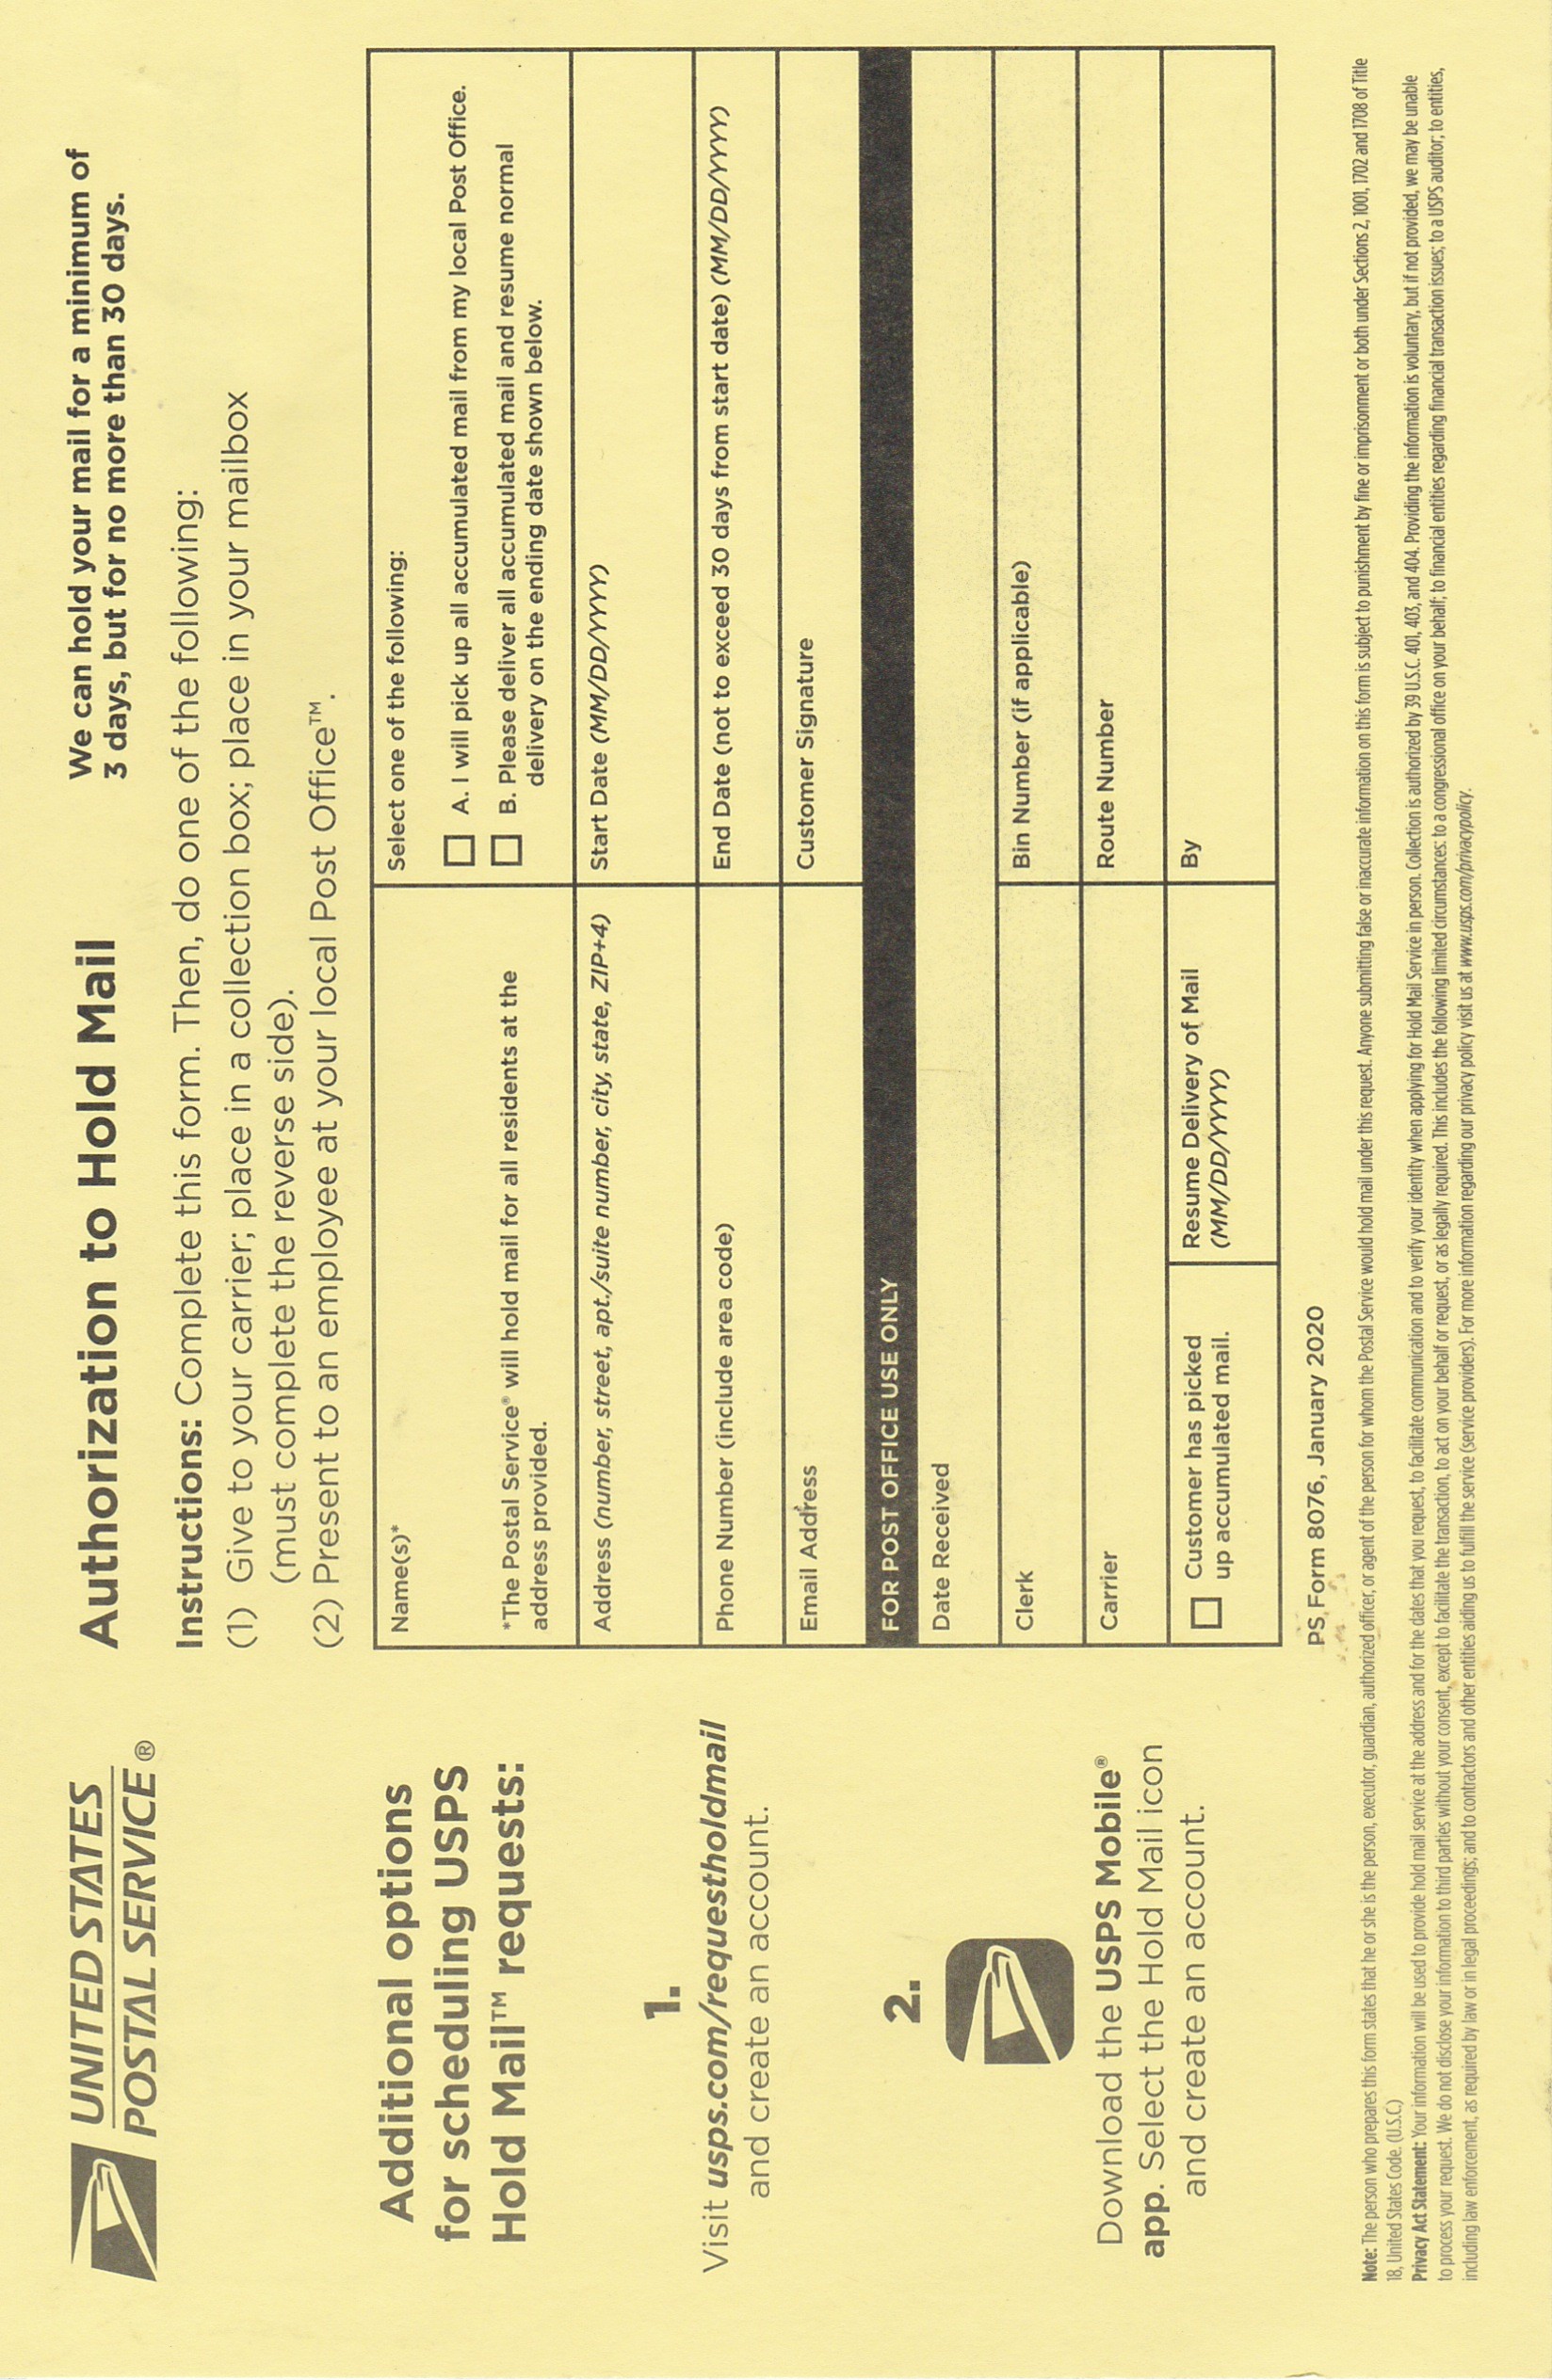 UNITED STATES
POSTAL SERVICE®
Authorization to Hold Mail
We can hold your mail for a minimum of
3 days, but for no more than 30 days.
Instructions: Complete this form. Then, do one of the following:
(1) Give to your carrier; place in a collection box; place in your mailbox
(must complete the reverse side).
(2) Present to an employee at your local Post Office™.
Additional options
for scheduling USPS
Hold Mail™ requests:
1.
Visit usps.com/requestholdmail
and create an account.
2.
Download the USPS Mobile®
app. Select the Hold Mail icon
and create an account.
Name(s)*
*The Postal Service® will hold mail for all residents at the
address provided.
Select one of the following:
A. I will pick up all accumulated mail from my local Post Office.
B. Please deliver all accumulated mail and resume normal
delivery on the ending date shown below.
Address (number, street, apt./suite number, city, state, ZIP+4)
Start Date (MM/DD/YYYY)
Phone Number (include area code)
End Date (not to exceed 30 days from start date) (MM/DD/YYYY)
Email Address
Customer Signature
FOR POST OFFICE USE ONLY
Date Received
Clerk
Bin Number (if applicable)
Carrier
Route Number
Customer has picked
up accumulated mail.
Resume Delivery of Mail
(MM/DD/YYYY)
By
PS Form 8076, January 2020
Note: The person who prepares this form states that he or she is the person, executor, guardian, authorized officer, or agent of the person for whom the Postal Service would hold mail under this request. Anyone submitting false or inaccurate information on this form is subject to punishment by fine or imprisonment or both under Sections 2, 1001, 1702 and 1708 of Title
18, United States Code. (U.S.C.)
Privacy Act Statement: Your information will be used to provide hold mail service at the address and for the dates that you request, to facilitate communication and to verify your identity when applying for Hold Mail Service in person. Collection is authorized by 39 U.S.C. 401, 403, and 404. Providing the information is voluntary, but if not provided, we may be unable
to process your request. We do not disclose your information to third parties without your consent, except to facilitate the transaction, to act on your behalf or request, or as legally required. This includes the following limited circumstances: to a congressional office on your behalf; to financial entities regarding financial transaction issues; to a USPS auditor; to entities,
including law enforcement, as required by law or in legal proceedings; and to contractors and other entities aiding us to fulfill the service (service providers). For more information regarding our privacy policy visit us at www.usps.com/privacypolicy.